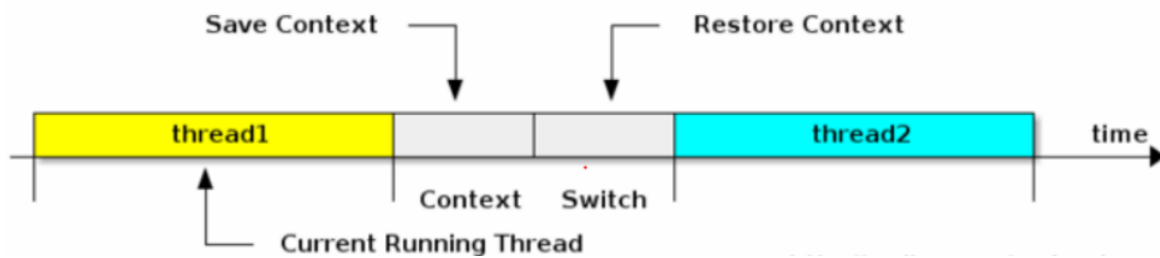 Save Context
Restore Context
thread1
thread2
time
Context Switch
Current Running Thread